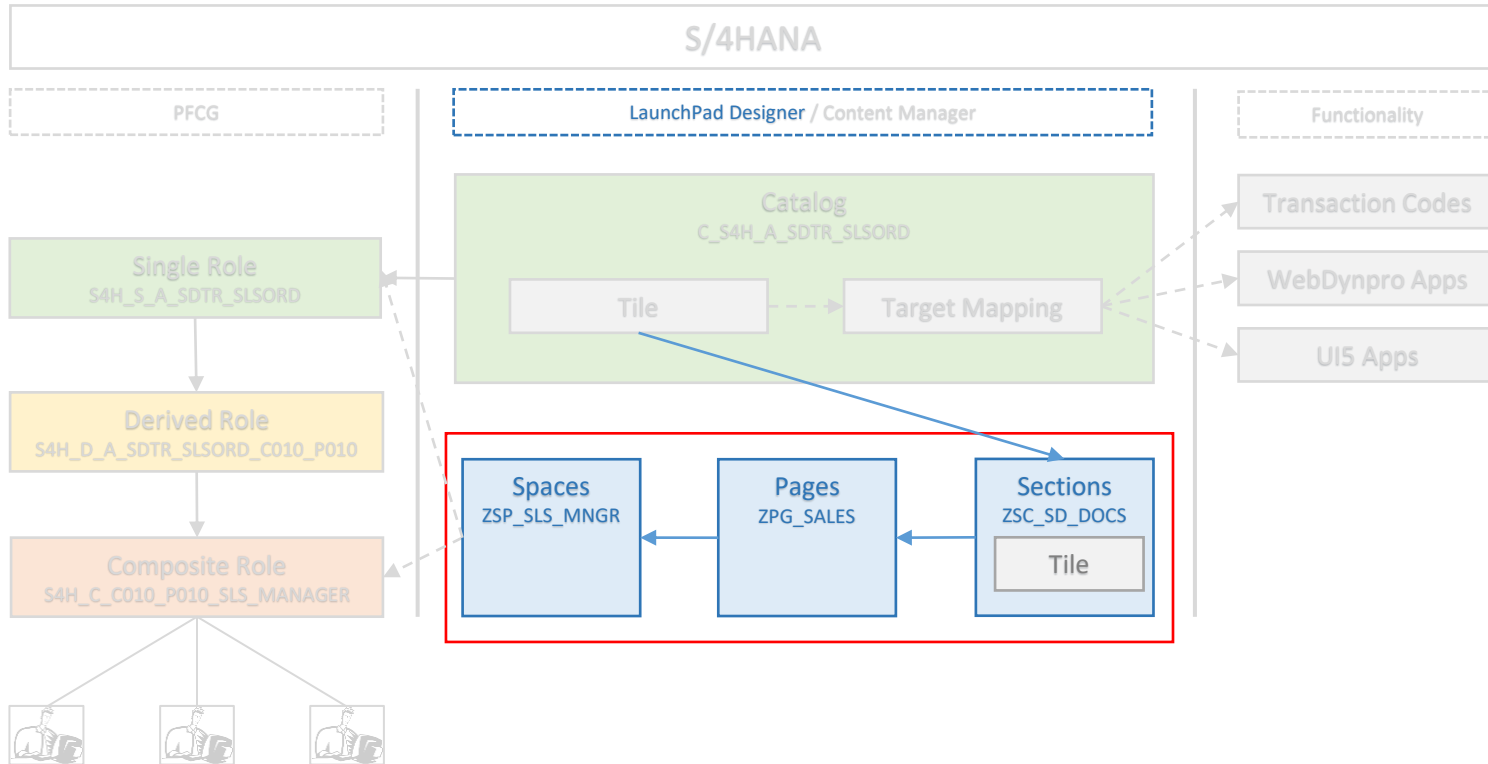 S/4HANA
PFCG
LaunchPad Designer / Content Manager
Functionality
Catalog
C_S4H_A_SDTR_SLSORD
Tile
Target Mapping
Transaction Codes
WebDynpro Apps
UI5 Apps
Single Role
S4H_S_A_SDTR_SLSORD
Derived Role
S4H_D_A_SDTR_SLSORD_C010_P010
Composite Role
S4H_C_C010_P010_SLS_MANAGER
Spaces
ZSP_SLS_MNGR
Pages
ZPG_SALES
Sections
ZSC_SD_DOCS
Tile